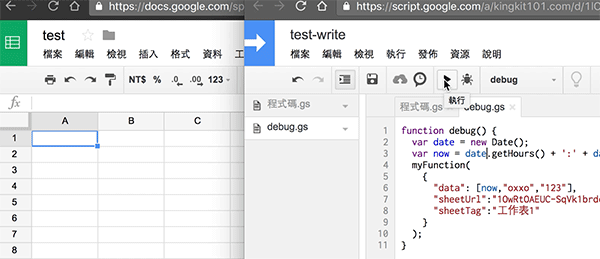 https://docs.google.com/sp
test
檔案 編輯 檢視 插入 格式 資料
NT$ % .0 .00 123
fx
A B C
1
2
3
4
5
6
7
8
https://script.google.com/a/kingkit101.com/d/1lO
test-write
檔案 編輯 檢視 執行 發佈 資源 說明
debug
執行
程式碼.gs
debug.gs
程式碼.gs debug.gs
1 function debug() {
2 var date = new Date();
3 var now = date.getHours() + ':' + da
4 myFunction(
5 {
6 "data": [now,"oxxo","123"],
7 "sheetUrl":"1OwRtOAEUC-SqVk1brd
8 "sheetTag":"工作表1"
9 }
10 );
11 }